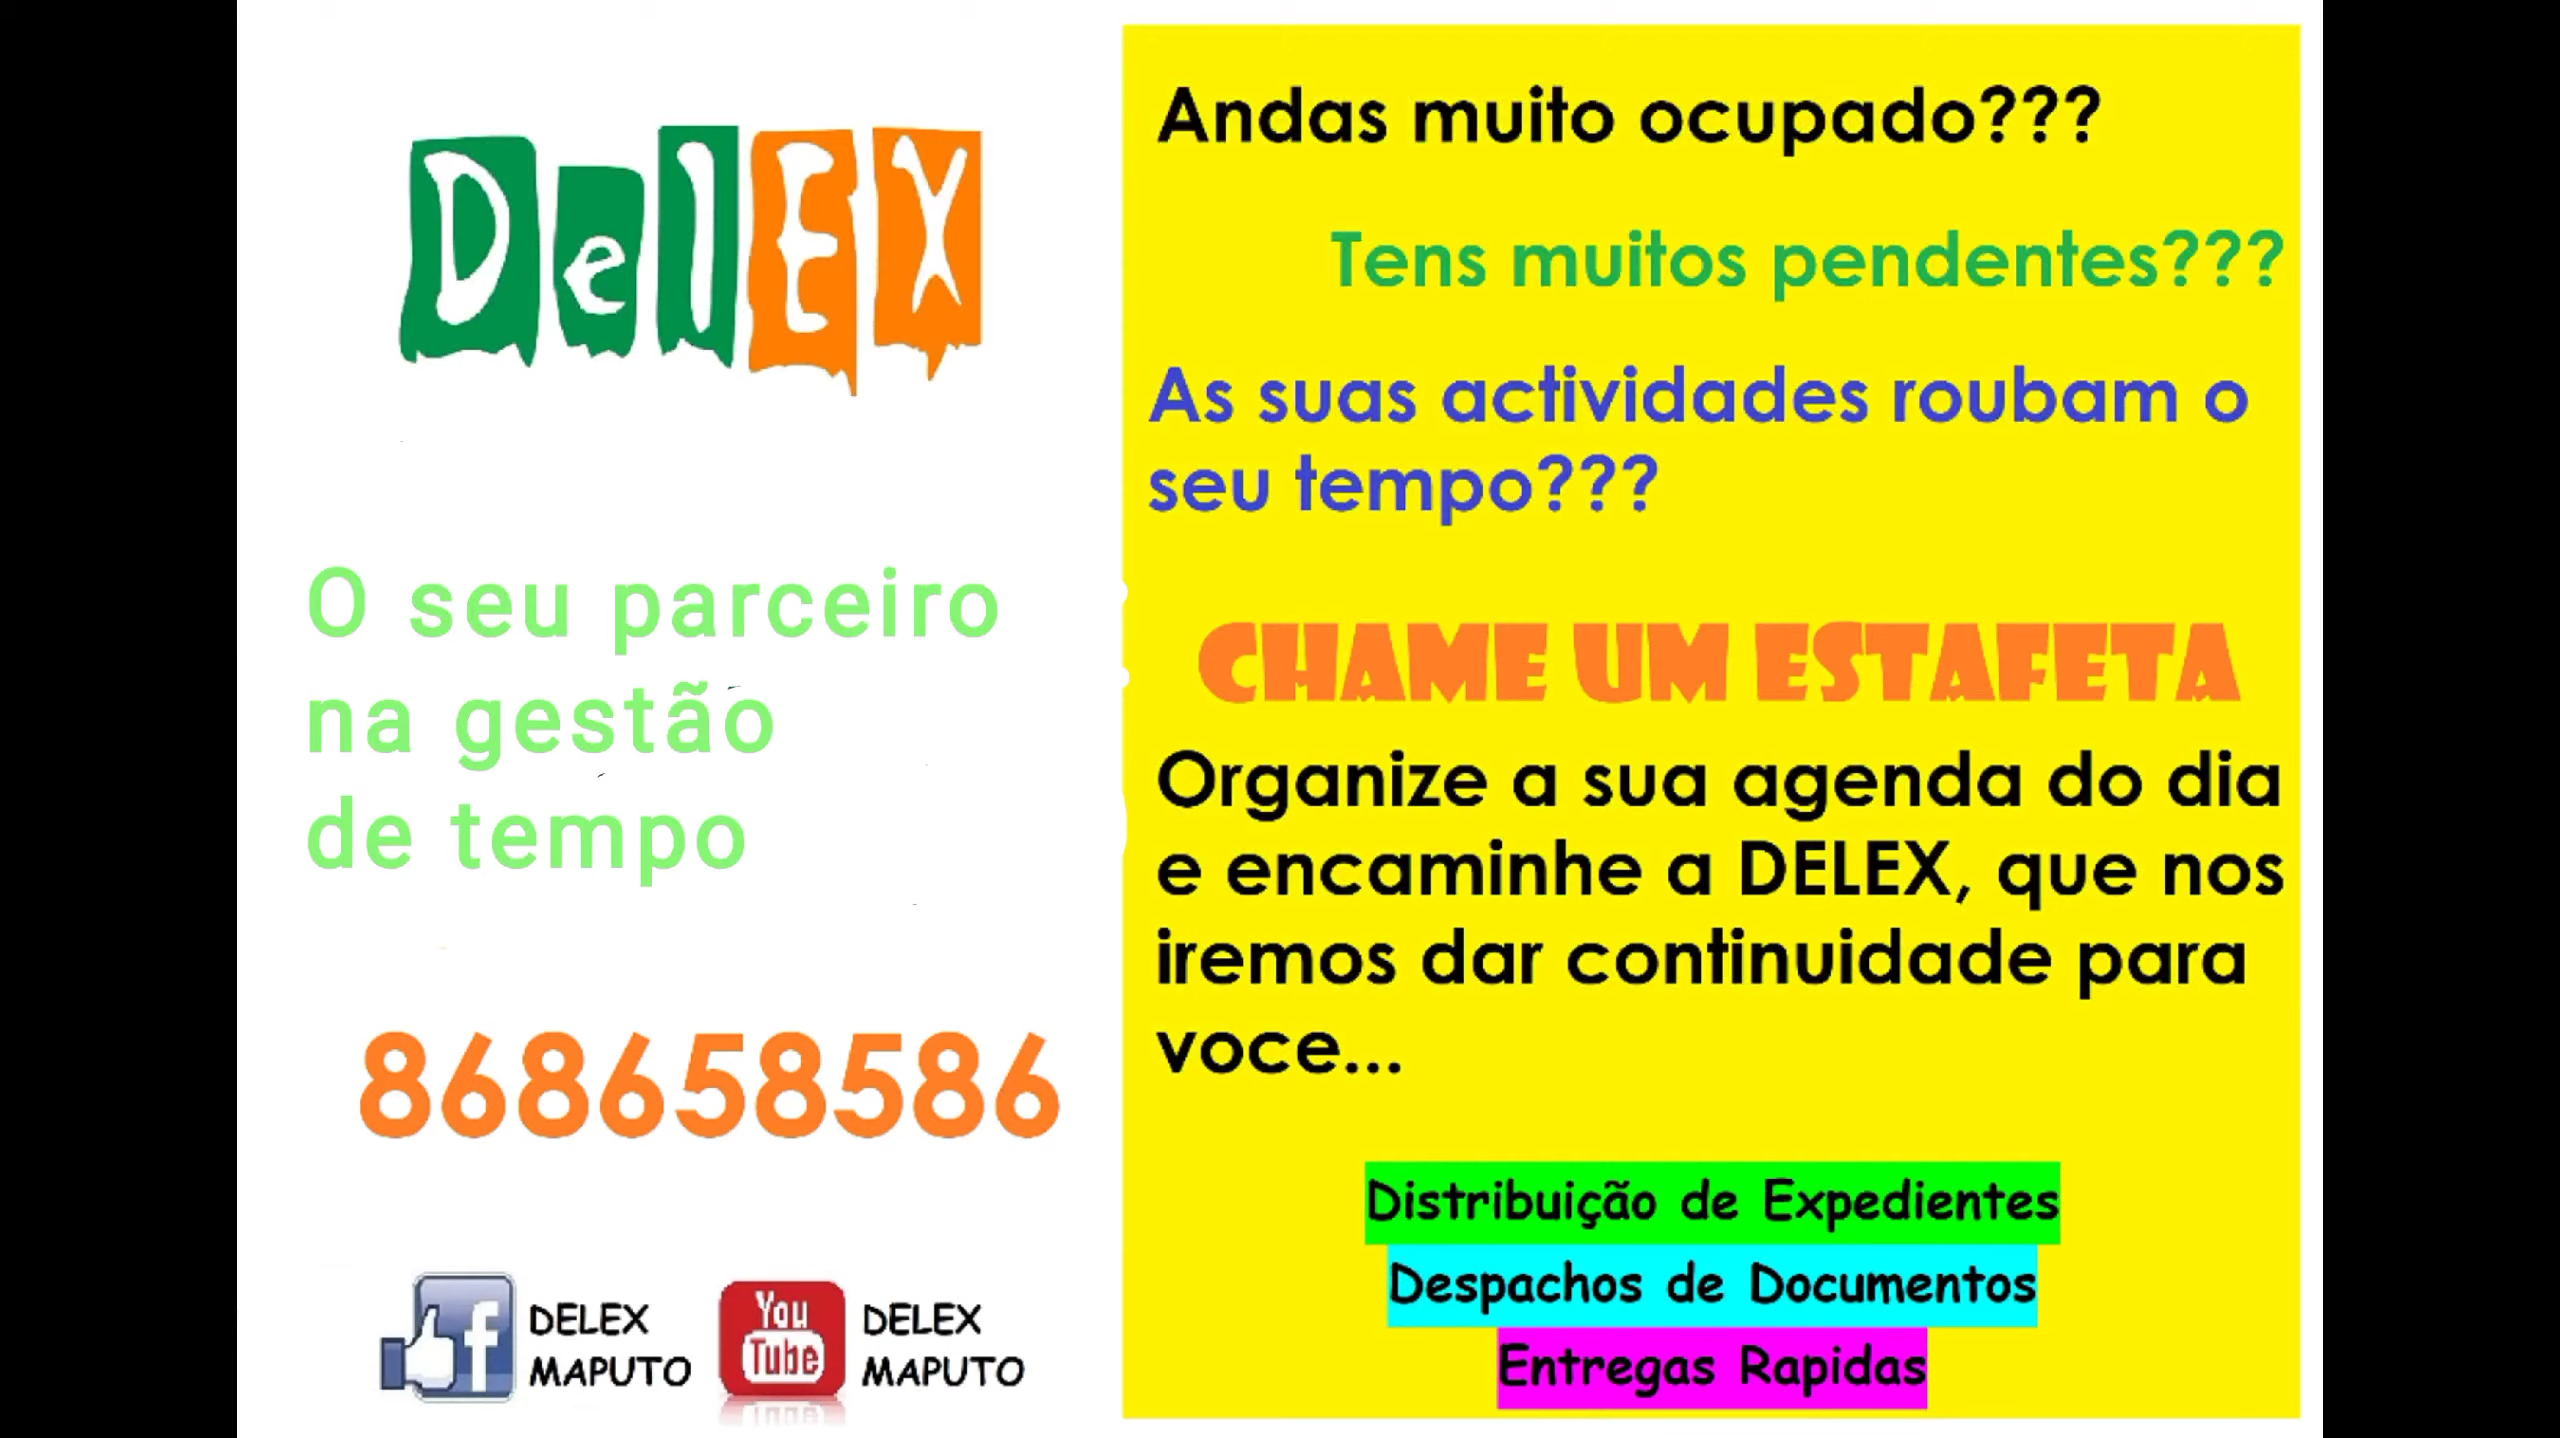 DelEX
O seu parceiro
na gestão
de tempo
868658586
f
DELEX
MAPUTO
You
Tube
DELEX
MAPUTO
Andas muito ocupado???
Tens muitos pendentes???
As suas actividades roubam o
seu tempo???
CHAME UM ESTAFETA
Organize a sua agenda do dia
e encaminhe a DELEX, que nos
iremos dar continuidade para
voce...
Distribuição de Expedientes
Despachos de Documentos
Entregas Rapidas